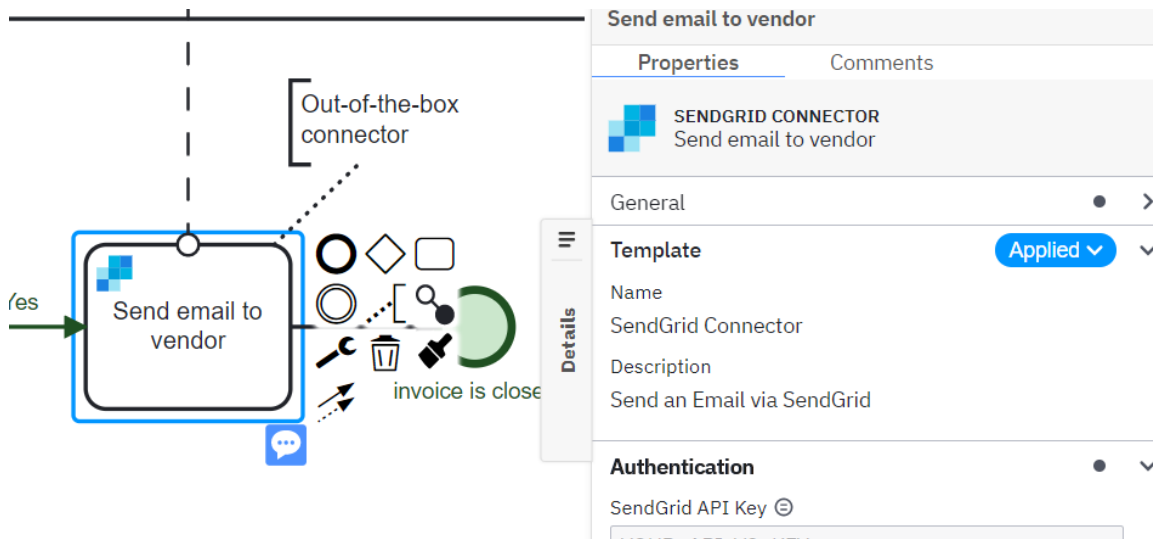 Send email to vendor
Properties
Comments
SENDGRID CONNECTOR
Send email to vendor
General
Template
Applied
Name
SendGrid Connector
Description
Send an Email via SendGrid
Authentication
SendGrid API Key
Details
Out-of-the-box
connector
Yes
Send email to
vendor
invoice is close